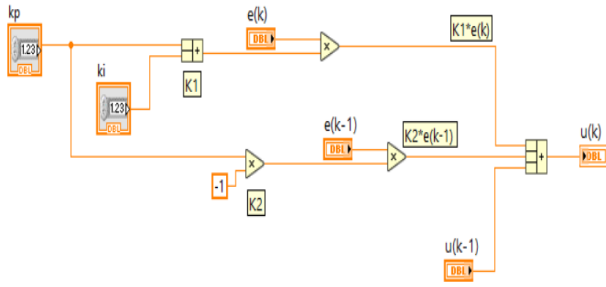 kp
1.23
DBL
ki
1.23
DBL
+
K1
e(k)
DBL
x
K1*e(k)
e(k-1)
DBL
x
K2*e(k-1)
-1
x
K2
+
u(k)
DBL
u(k-1)
DBL